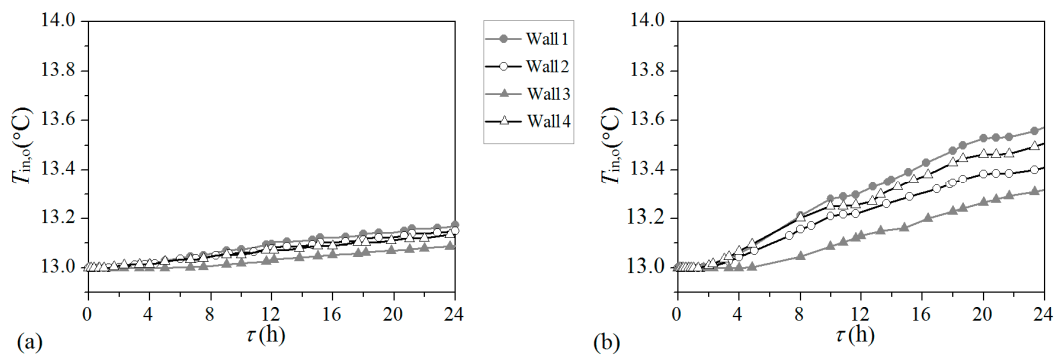 14.0
13.8
13.6
13.4
13.2
13.0
T_in,o (°C)
0 4 8 12 16 20 24
τ (h)
(a)
Wall 1
Wall 2
Wall 3
Wall 4
14.0
13.8
13.6
13.4
13.2
13.0
T_in,o (°C)
0 4 8 12 16 20 24
τ (h)
(b)